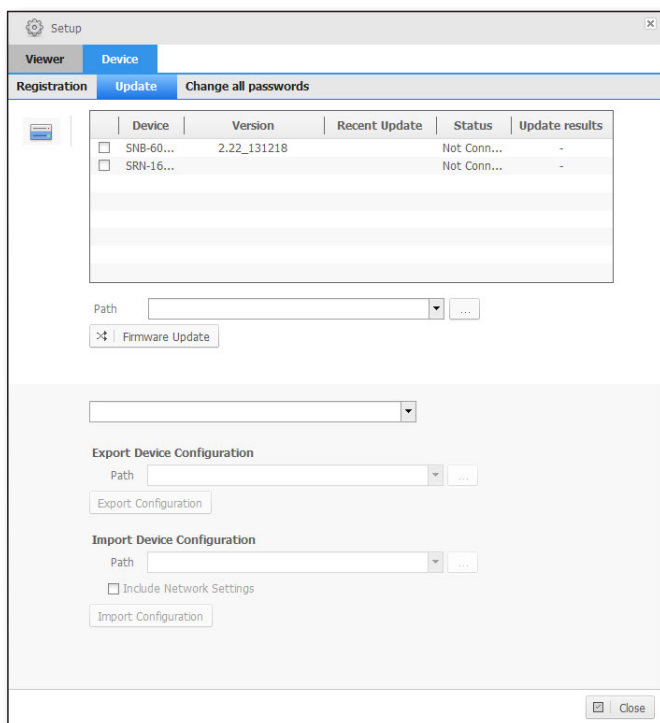 Setup
Viewer Device
Registration Update Change all passwords
Device Version Recent Update Status Update results
SNB-60... 2.22_131218 Not Conn... -
SRN-16... Not Conn... -
Path ...
Firmware Update
Export Device Configuration
Path ...
Export Configuration
Import Device Configuration
Path ...
Include Network Settings
Import Configuration
Close